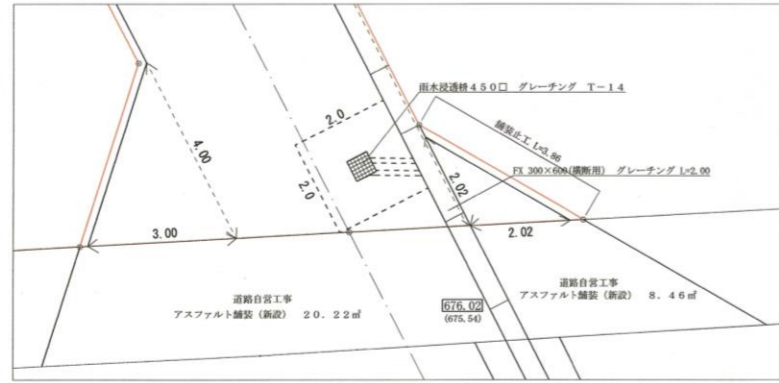 雨水浸透桝450□ グレーチング T-14
2.0
舗装止工 L=3.86
4.00
FX 300×600(横断用) グレーチング L=2.00
2.0
2.02
3.00
2.02
道路自営工事
アスファルト舗装(新設) 20.22㎡
道路自営工事
アスファルト舗装(新設) 8.46㎡
676.02
(675.54)